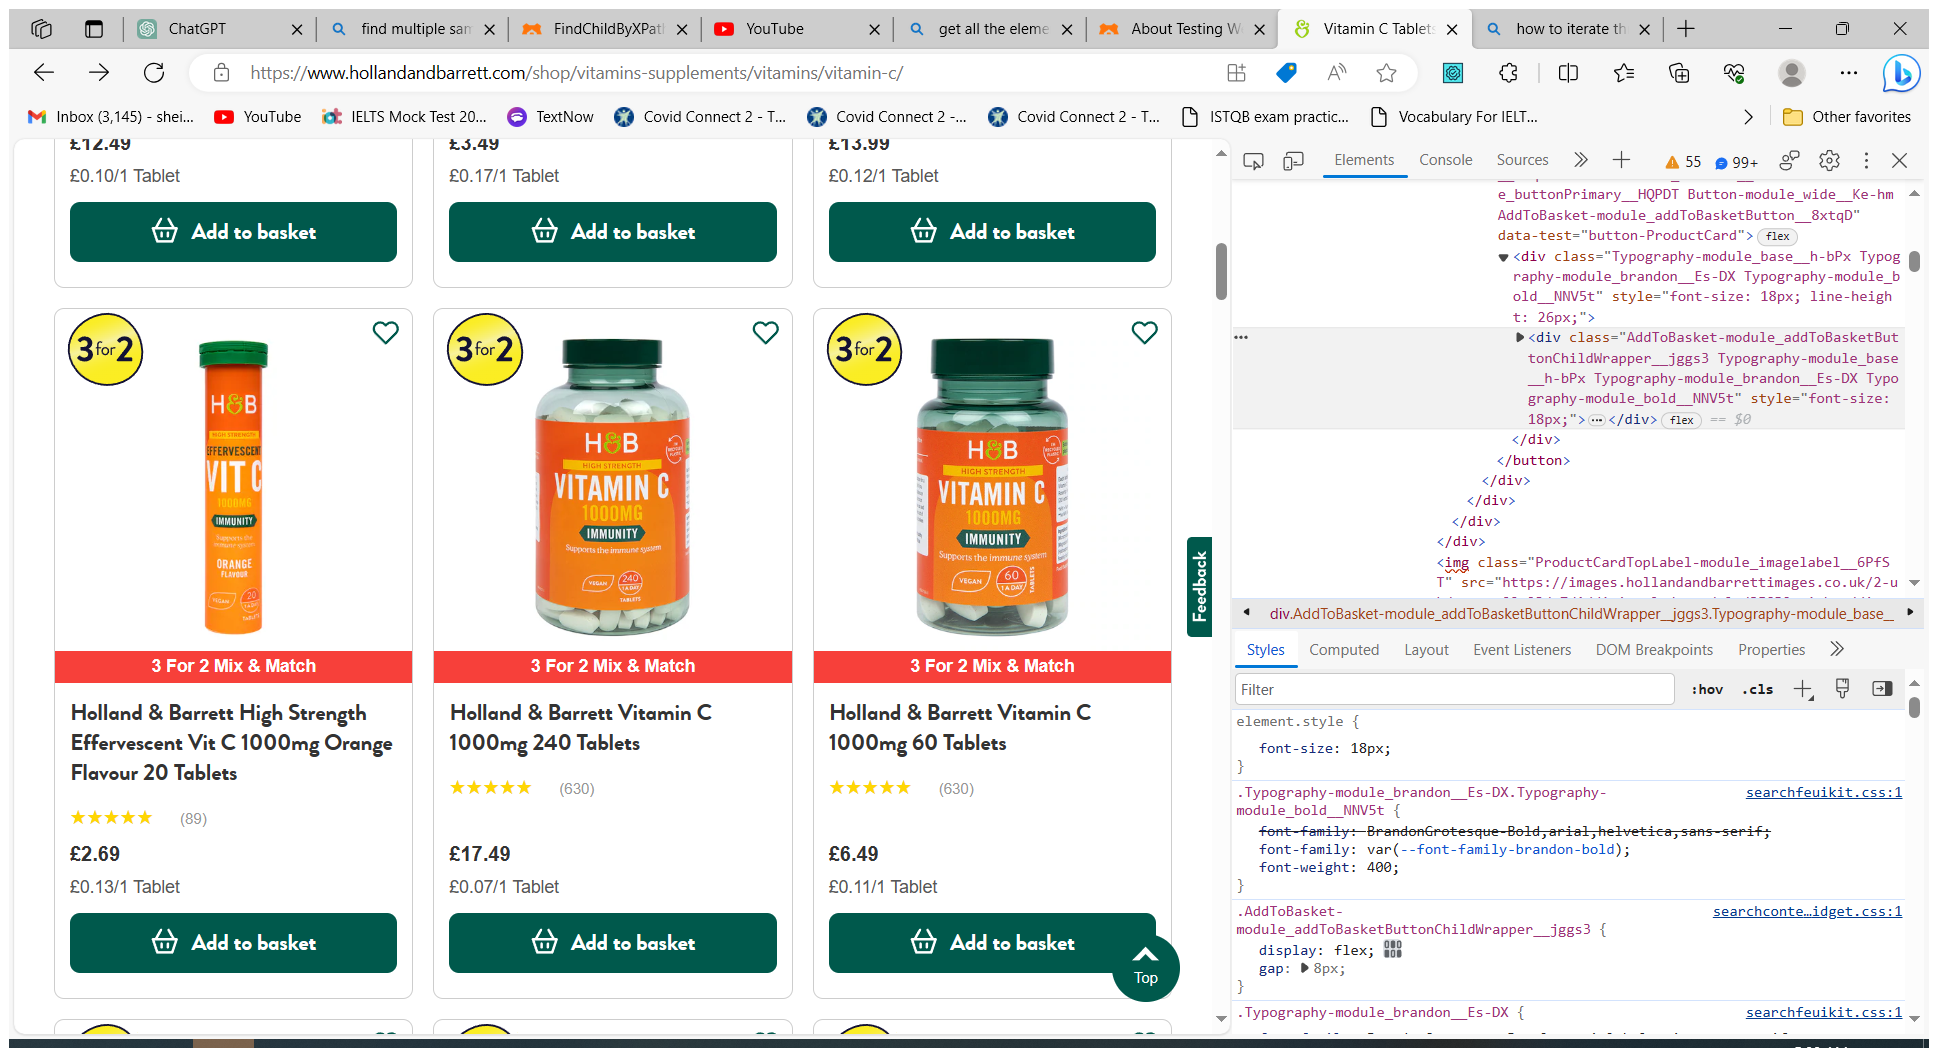 ChatGPT
find multiple san
FindChildByXPath
YouTube
get all the eleme
About Testing W
Vitamin C Tablets
how to iterate th
https://www.hollandandbarrett.com/shop/vitamins-supplements/vitamins/vitamin-c/
Inbox (3,145) - shei...
YouTube
IELTS Mock Test 20...
TextNow
Covid Connect 2 - T...
Covid Connect 2 -...
Covid Connect 2 - T...
ISTQB exam practic...
Vocabulary For IELT...
Other favorites
£12.49
£3.49
£13.99
£0.10/1 Tablet
£0.17/1 Tablet
£0.12/1 Tablet
Add to basket
Add to basket
Add to basket
3 for 2
3 for 2
3 for 2
H&B
HIGH STRENGTH
EFFERVESCENT
VIT C
1000MG
IMMUNITY
Supports the
immune system
ORANGE
FLAVOUR
VEGAN
20
H&B
HIGH STRENGTH
VITAMIN C
1000MG
IMMUNITY
Supports the immune system
VEGAN
240
1 A DAY
TABLETS
H&B
HIGH STRENGTH
VITAMIN C
1000MG
IMMUNITY
Supports the immune system
VEGAN
60
1 A DAY
TABLETS
3 For 2 Mix & Match
3 For 2 Mix & Match
3 For 2 Mix & Match
Holland & Barrett High Strength
Effervescent Vit C 1000mg Orange
Flavour 20 Tablets
(89)
£2.69
£0.13/1 Tablet
Add to basket
Holland & Barrett Vitamin C
1000mg 240 Tablets
(630)
£17.49
£0.07/1 Tablet
Add to basket
Holland & Barrett Vitamin C
1000mg 60 Tablets
(630)
£6.49
£0.11/1 Tablet
Add to basket
Feedback
Top
Elements
Console
Sources
55
99+
e_buttonPrimary__HQPDT Button-module_wide__Ke-hm
AddToBasket-module_addToBasketButton__8xtqD"
data-test="button-ProductCard"> flex
<div class="Typography-module_base__h-bPx Typog
raphy-module_brandon__Es-DX Typography-module_b
old__NNV5t" style="font-size: 18px; line-heigh
t: 26px;">
<div class="AddToBasket-module_addToBasketBut
tonChildWrapper__jggs3 Typography-module_base
__h-bPx Typography-module_brandon__Es-DX Typo
graphy-module_bold__NNV5t" style="font-size:
18px;"> … </div> flex == $0
</div>
</button>
</div>
</div>
</div>
</div>
<img class="ProductCardTopLabel-module_imagelabel__6PfS
T" src="https://images.hollandandbarrettimages.co.uk/2-u
div.AddToBasket-module_addToBasketButtonChildWrapper__jggs3.Typography-module_base__
Styles
Computed
Layout
Event Listeners
DOM Breakpoints
Properties
Filter
:hov
.cls
element.style {
font-size: 18px;
}
.Typography-module_brandon__Es-DX.Typography-
module_bold__NNV5t {
searchfeuikit.css:1
font-family: BrandonGrotesque-Bold,arial,helvetica,sans-serif;
font-family: var(--font-family-brandon-bold);
font-weight: 400;
}
.AddToBasket-
module_addToBasketButtonChildWrapper__jggs3 {
searchconte…idget.css:1
display: flex;
gap: 8px;
}
.Typography-module_brandon__Es-DX {
searchfeuikit.css:1